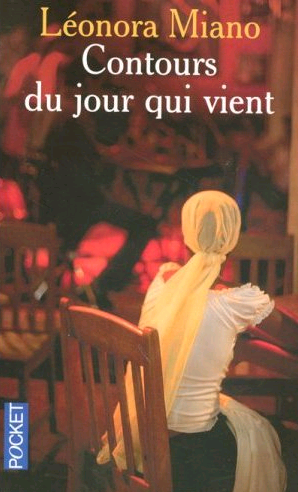 Léonora Miano
Contours
du jour qui vient
POCKET